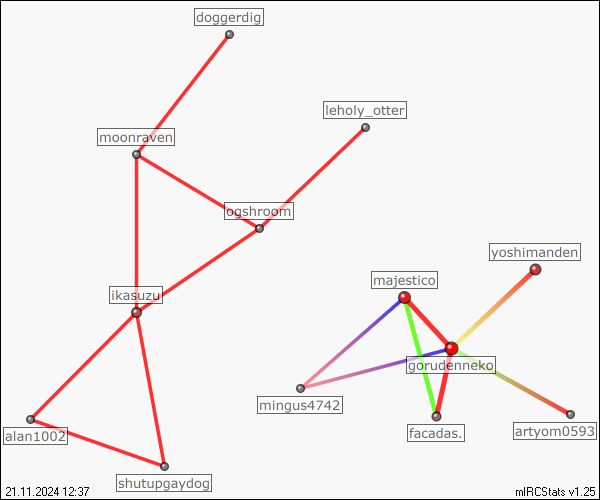 doggerdig
leholy_otter
moonraven
ogshroom
yoshimanden
majestico
ikasuzu
gorudenneko
mingus4742
facadas.
artyom0593
alan1002
shutupgaydog
21.11.2024 12:37
mIRCStats v1.25